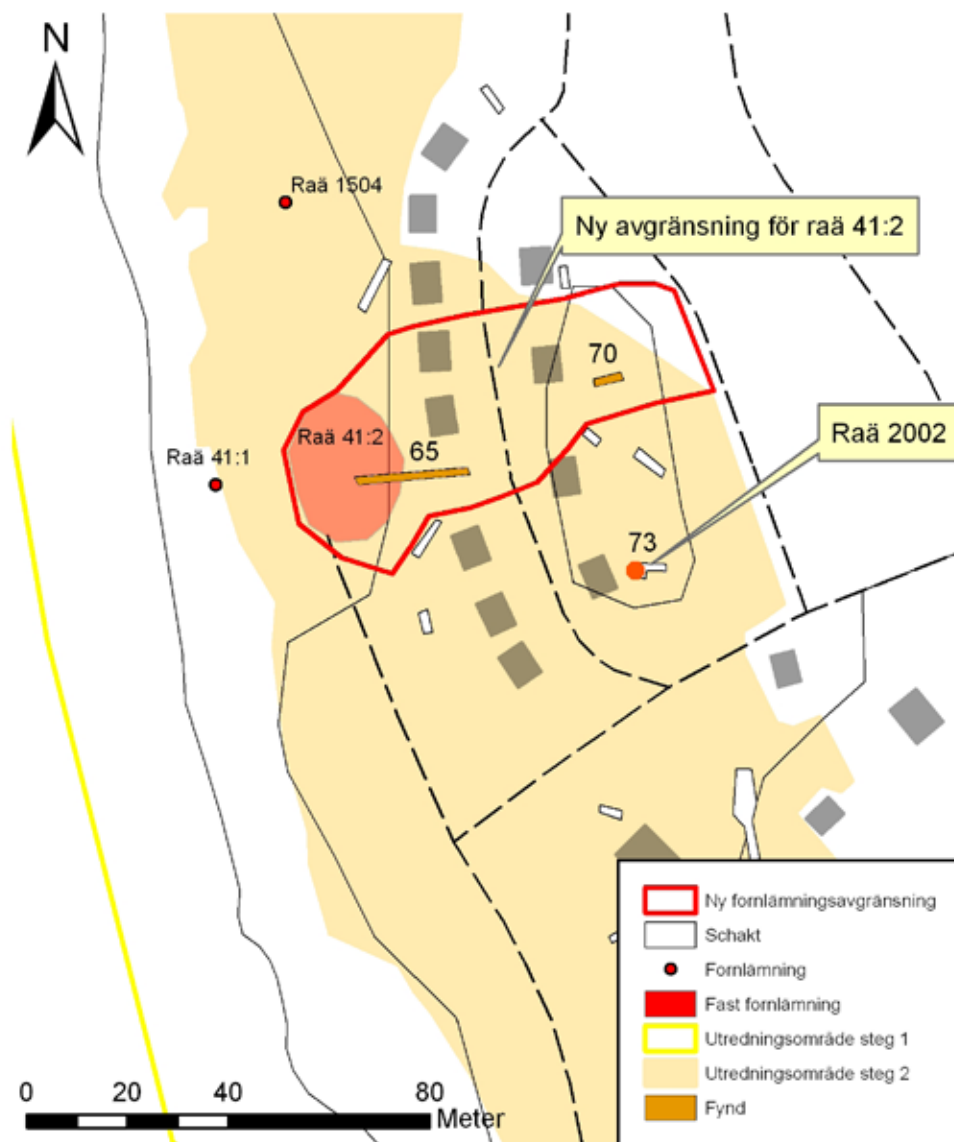 N
Raä 1504
Ny avgränsning för raä 41:2
70
Raä 41:2
65
Raä 2002
Raä 41:1
73
Ny fornlämningsavgränsning
Schakt
Fornlämning
Fast fornlämning
Utredningsområde steg 1
Utredningsområde steg 2
Fynd
0 20 40 80
Meter